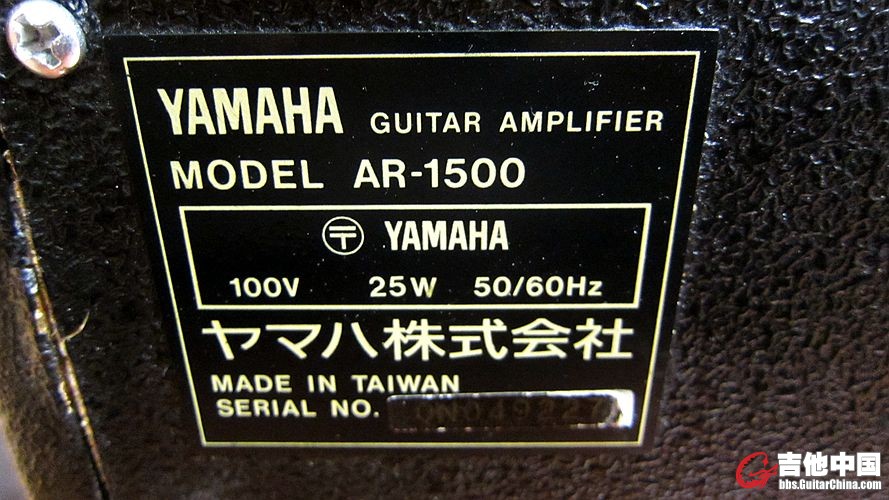 YAMAHA GUITAR AMPLIFIER
MODEL AR-1500
〒 YAMAHA
100V 25W 50/60Hz
ヤマハ株式会社
MADE IN TAIWAN
SERIAL NO.
吉他中国
bbs.GuitarChina.com